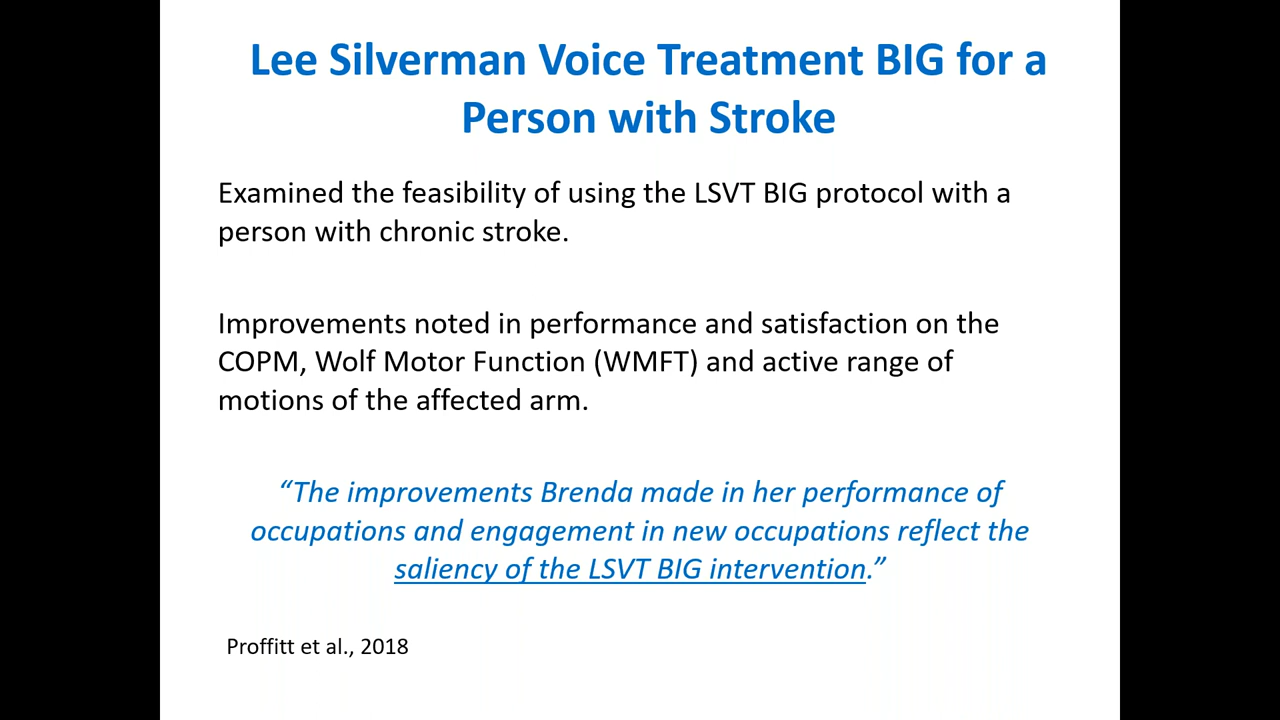 Lee Silverman Voice Treatment BIG for a
Person with Stroke
Examined the feasibility of using the LSVT BIG protocol with a
person with chronic stroke.
Improvements noted in performance and satisfaction on the
COPM, Wolf Motor Function (WMFT) and active range of
motions of the affected arm.
“The improvements Brenda made in her performance of
occupations and engagement in new occupations reflect the
saliency of the LSVT BIG intervention.”
Proffitt et al., 2018